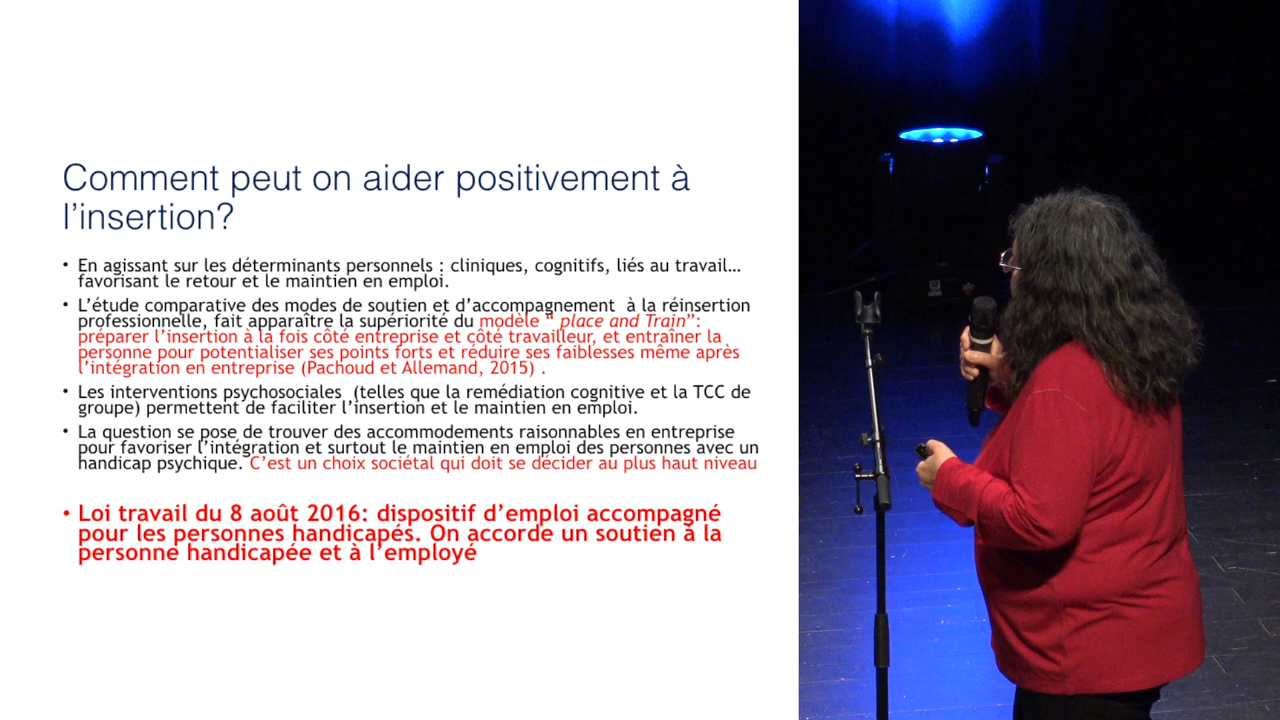 Comment peut on aider positivement à
l'insertion?
• En agissant sur les déterminants personnels : cliniques, cognitifs, liés au travail…
favorisant le retour et le maintien en emploi.
• L'étude comparative des modes de soutien et d'accompagnement à la réinsertion
professionnelle, fait apparaître la supériorité du modèle " place and Train":
préparer l'insertion à la fois côté entreprise et côté travailleur, et entraîner la
personne pour potentialiser ses points forts et réduire ses faiblesses même après
l'intégration en entreprise (Pachoud et Allemand, 2015) .
• Les interventions psychosociales (telles que la remédiation cognitive et la TCC de
groupe) permettent de faciliter l'insertion et le maintien en emploi.
• La question se pose de trouver des accommodements raisonnables en entreprise
pour favoriser l'intégration et surtout le maintien en emploi des personnes avec un
handicap psychique. C'est un choix sociétal qui doit se décider au plus haut niveau
• Loi travail du 8 août 2016: dispositif d'emploi accompagné
pour les personnes handicapés. On accorde un soutien à la
personne handicapée et à l'employé